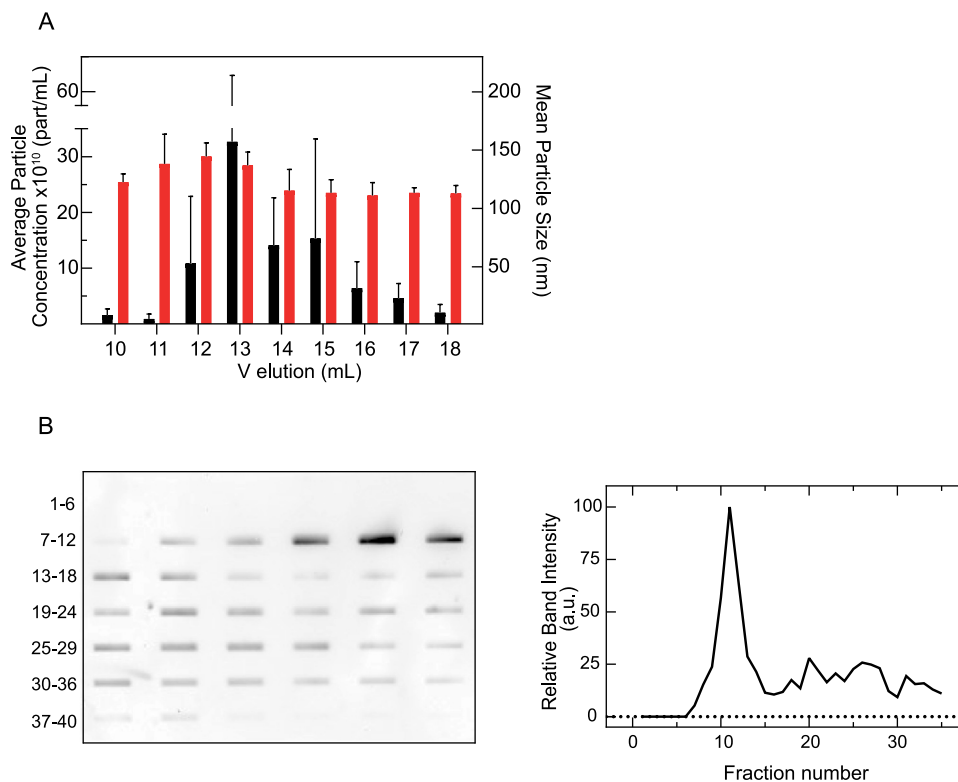 A
Average Particle
Concentration x10¹⁰ (part/mL)
60
30
20
10
200
150
100
50
Mean Particle Size (nm)
10 11 12 13 14 15 16 17 18
V elution (mL)
B
1-6
7-12
13-18
19-24
25-29
30-36
37-40
Relative Band Intensity
(a.u.)
100
75
50
25
0
0 10 20 30
Fraction number